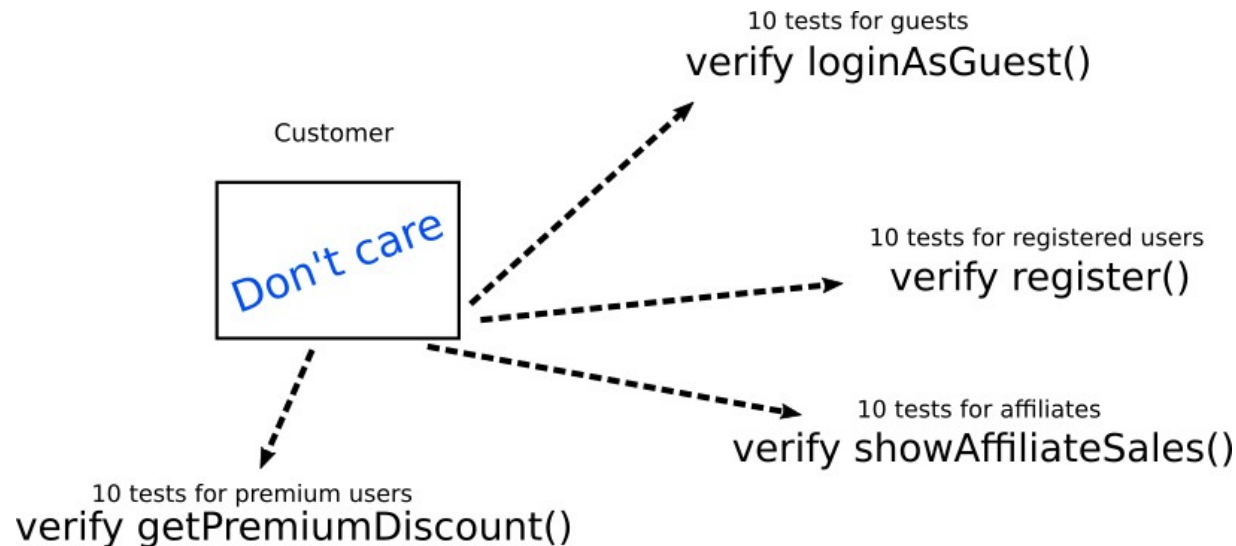 10 tests for guests
verify loginAsGuest()
Customer
Don't care
10 tests for registered users
verify register()
10 tests for affiliates
verify showAffiliateSales()
10 tests for premium users
verify getPremiumDiscount()